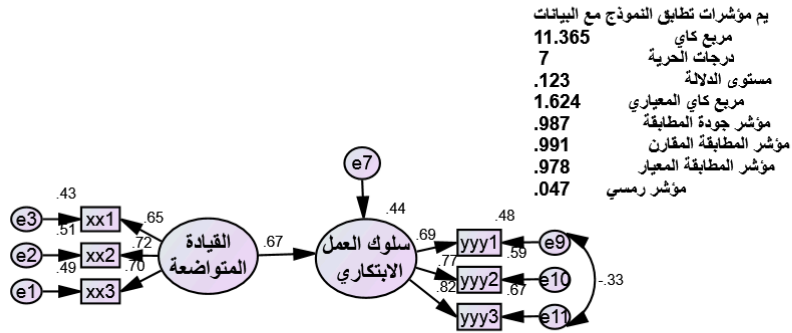 يم مؤشرات تطابق النموذج مع البيانات
مربع كاي 11.365
درجات الحرية 7
مستوى الدلالة .123
مربع كاي المعياري 1.624
مؤشر جودة المطابقة .987
مؤشر المطابقة المقارن .991
مؤشر المطابقة المعيار .978
مؤشر رمسي .047
e7
.43
.44
.48
e3 xx1 .65
.69 yyy1 e9
.51
.59
e2 xx2 .72
القيادة
المتواضعة
.67
سلوك العمل
الابتكاري
.77 yyy2 e10
-.33
.49
.70
.67
e1 xx3
.82 yyy3 e11